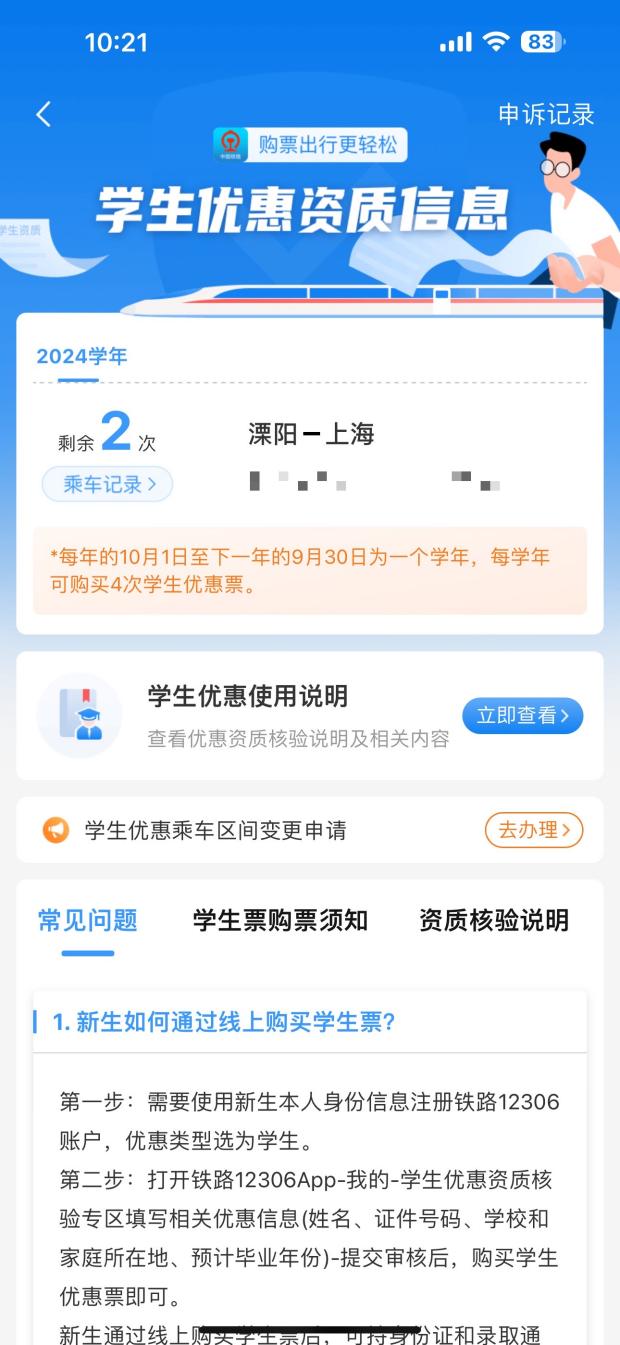 10:21
83
申诉记录
中国铁路
购票出行更轻松
学生优惠资质信息
学生资质
2024学年
剩余2次
溧阳—上海
乘车记录>
*每年的10月1日至下一年的9月30日为一个学年，每学年
可购买4次学生优惠票。
学生优惠使用说明
立即查看>
查看优惠资质核验说明及相关内容
学生优惠乘车区间变更申请
去办理>
常见问题
学生票购票须知
资质核验说明
1. 新生如何通过线上购买学生票?
第一步：需要使用新生本人身份信息注册铁路12306
账户，优惠类型选为学生。
第二步：打开铁路12306App-我的-学生优惠资质核
验专区填写相关优惠信息(姓名、证件号码、学校和
家庭所在地、预计毕业年份)-提交审核后，购买学生
优惠票即可。
新生通过线上购买学生票后，可持身份证和录取通